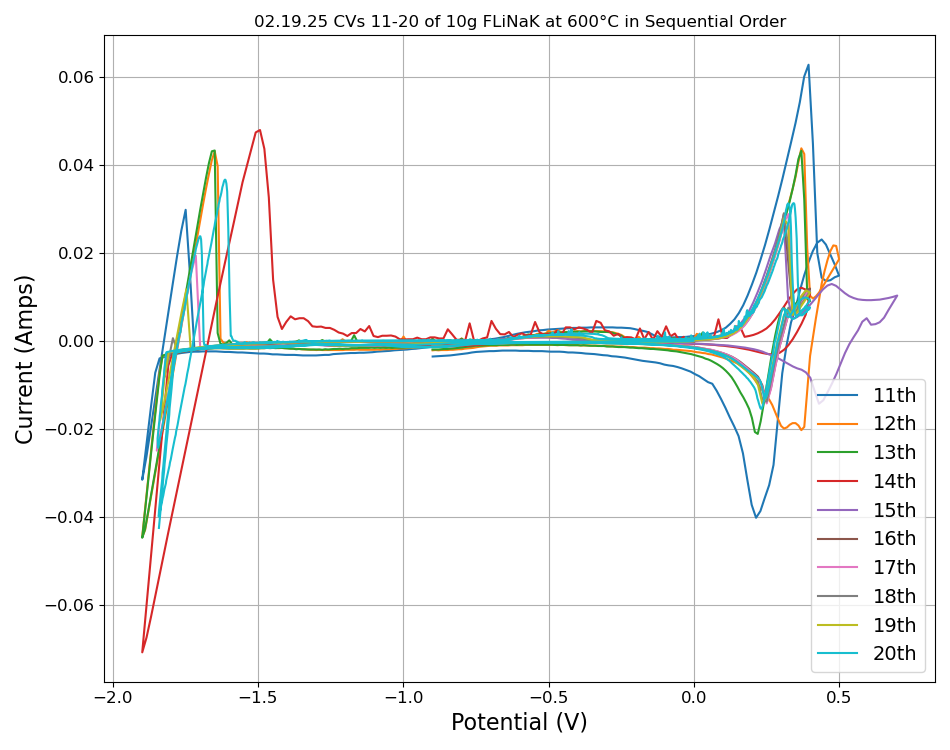 02.19.25 CVs 11-20 of 10g FLiNaK at 600°C in Sequential Order
Current (Amps)
0.06
0.04
0.02
0.00
−0.02
−0.04
−0.06
11th
12th
13th
14th
15th
16th
17th
18th
19th
20th
−2.0 −1.5 −1.0 −0.5 0.0 0.5
Potential (V)